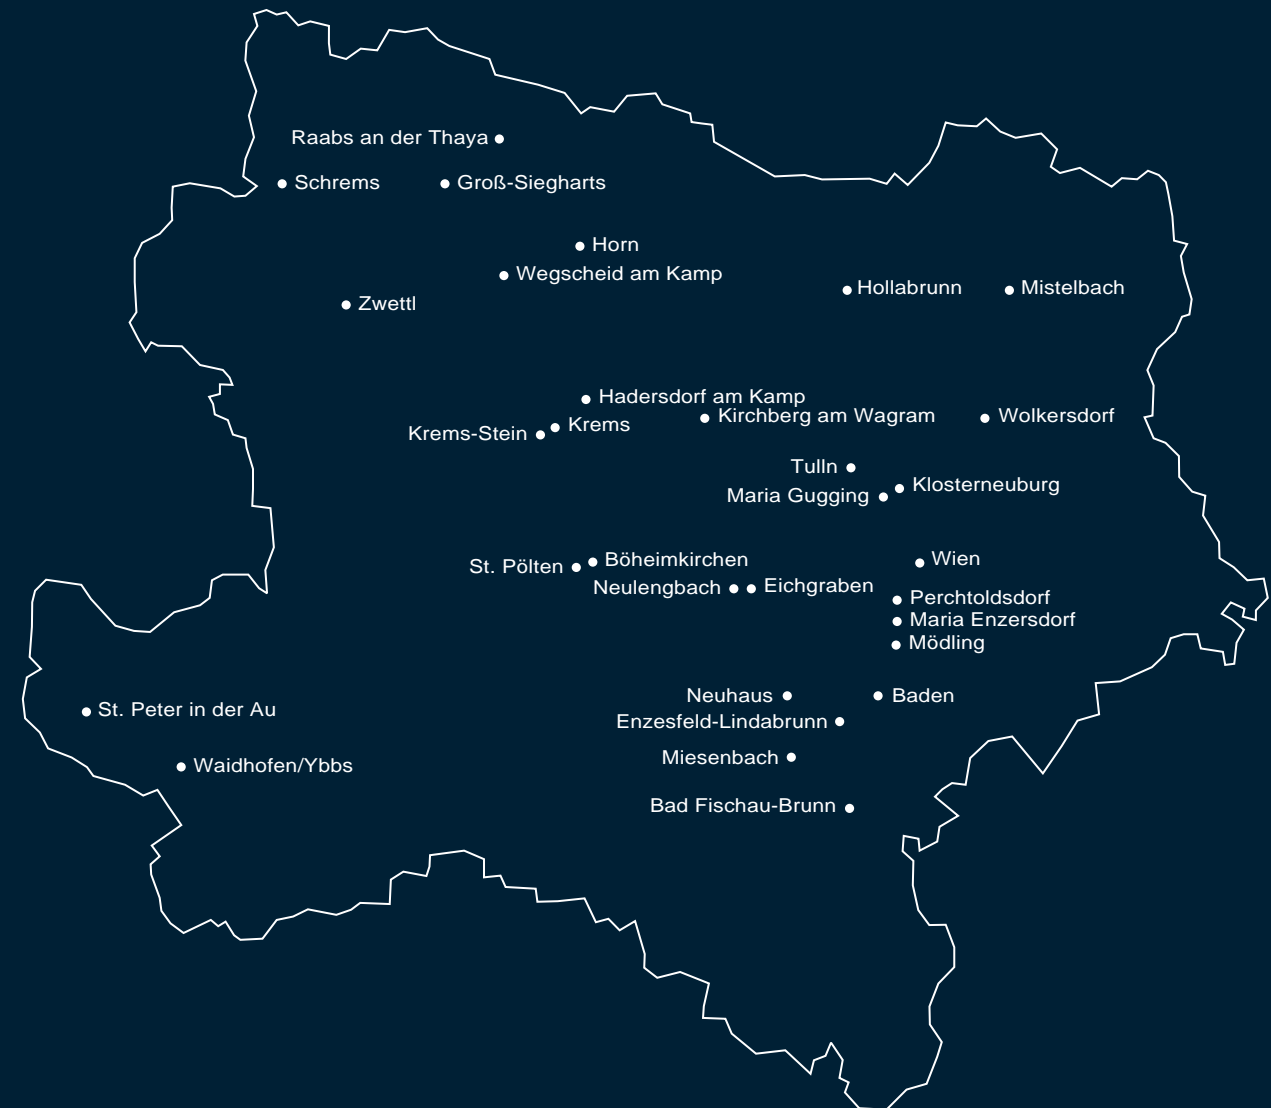 Raabs an der Thaya
Schrems
Groß-Siegharts
Horn
Wegscheid am Kamp
Zwettl
Hollabrunn
Mistelbach
Hadersdorf am Kamp
Kirchberg am Wagram
Wolkersdorf
Krems
Krems-Stein
Tulln
Klosterneuburg
Maria Gugging
Wien
Böheimkirchen
St. Pölten
Eichgraben
Neulengbach
Perchtoldsdorf
Maria Enzersdorf
Mödling
Neuhaus
Baden
St. Peter in der Au
Enzesfeld-Lindabrunn
Miesenbach
Waidhofen/Ybbs
Bad Fischau-Brunn